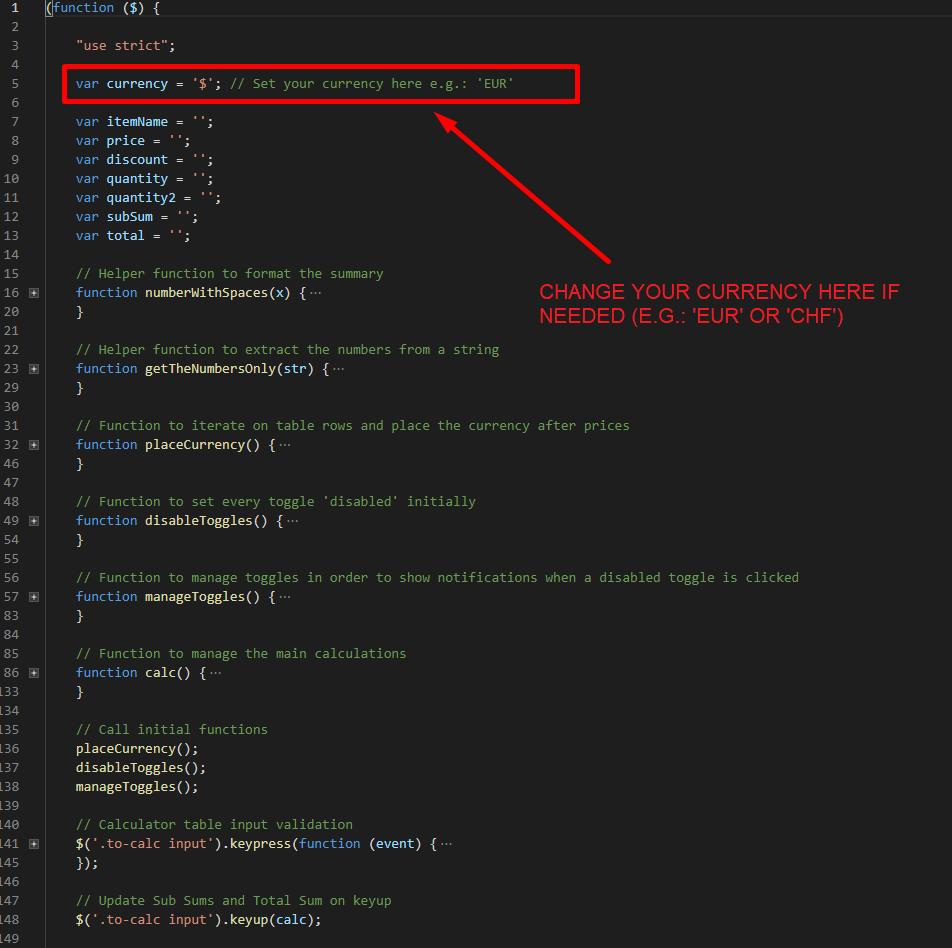 1 (function ($) {
2
3 "use strict";
4
5 var currency = '$'; // Set your currency here e.g.: 'EUR'
6
7 var itemName = '';
8 var price = '';
9 var discount = '';
10 var quantity = '';
11 var quantity2 = '';
12 var subSum = '';
13 var total = '';
14
15 // Helper function to format the summary
16 function numberWithSpaces(x) {···
CHANGE YOUR CURRENCY HERE IF
NEEDED (E.G.: 'EUR' OR 'CHF')
20 }
21
22 // Helper function to extract the numbers from a string
23 function getTheNumbersOnly(str) {···
29 }
30
31 // Function to iterate on table rows and place the currency after prices
32 function placeCurrency() {···
46 }
47
48 // Function to set every toggle 'disabled' initially
49 function disableToggles() {···
54 }
55
56 // Function to manage toggles in order to show notifications when a disabled toggle is clicked
57 function manageToggles() {···
83 }
84
85 // Function to manage the main calculations
86 function calc() {···
133 }
134
135 // Call initial functions
136 placeCurrency();
137 disableToggles();
138 manageToggles();
139
140 // Calculator table input validation
141 $('.to-calc input').keypress(function (event) {···
145 });
146
147 // Update Sub Sums and Total Sum on keyup
148 $('.to-calc input').keyup(calc);
149